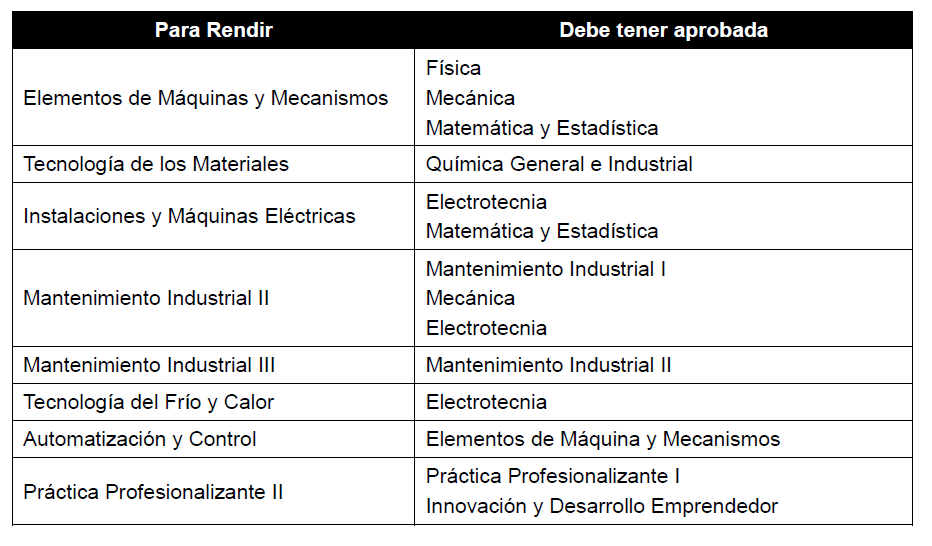 Para Rendir
Debe tener aprobada
Elementos de Máquinas y Mecanismos
Física
Mecánica
Matemática y Estadística
Tecnología de los Materiales
Química General e Industrial
Instalaciones y Máquinas Eléctricas
Electrotecnia
Matemática y Estadística
Mantenimiento Industrial II
Mantenimiento Industrial I
Mecánica
Electrotecnia
Mantenimiento Industrial III
Mantenimiento Industrial II
Tecnología del Frío y Calor
Electrotecnia
Automatización y Control
Elementos de Máquina y Mecanismos
Práctica Profesionalizante II
Práctica Profesionalizante I
Innovación y Desarrollo Emprendedor